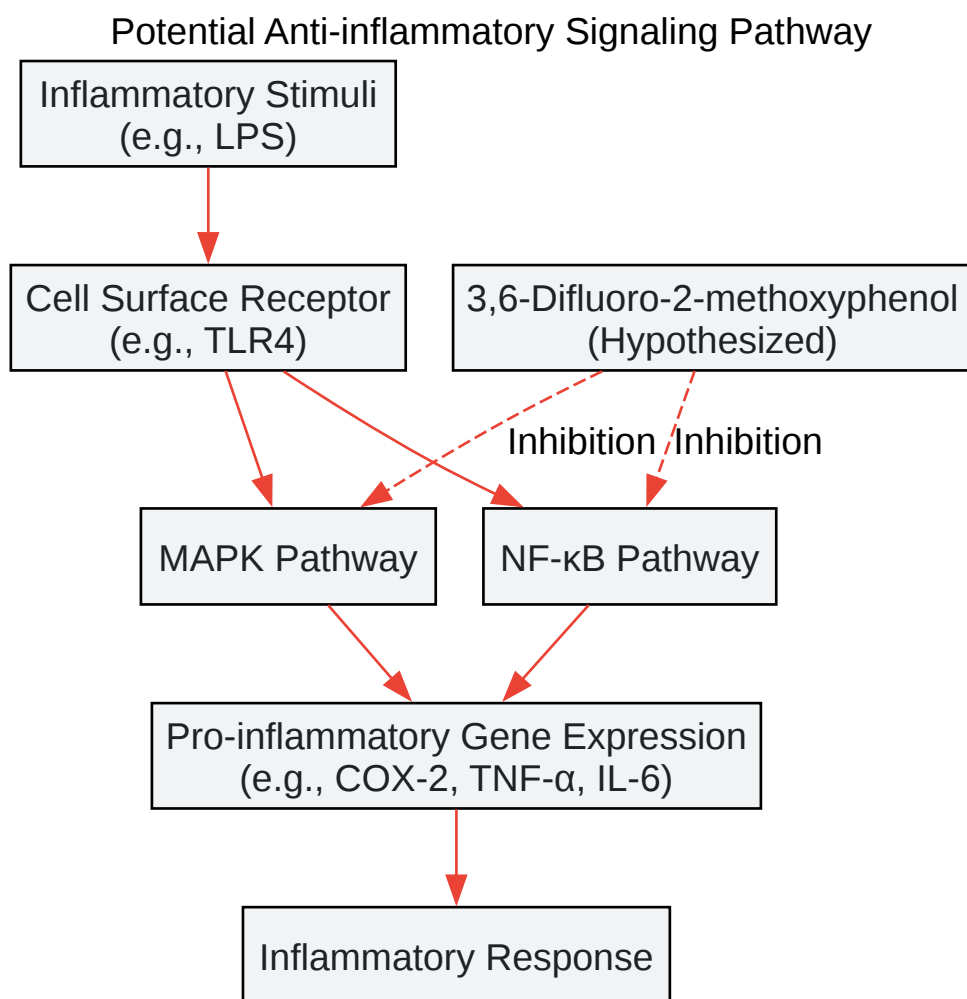 Potential Anti-inflammatory Signaling Pathway
Inflammatory Stimuli
(e.g., LPS)
Cell Surface Receptor
(e.g., TLR4)
3,6-Difluoro-2-methoxyphenol
(Hypothesized)
Inhibition
Inhibition
MAPK Pathway
NF-κB Pathway
Pro-inflammatory Gene Expression
(e.g., COX-2, TNF-α, IL-6)
Inflammatory Response